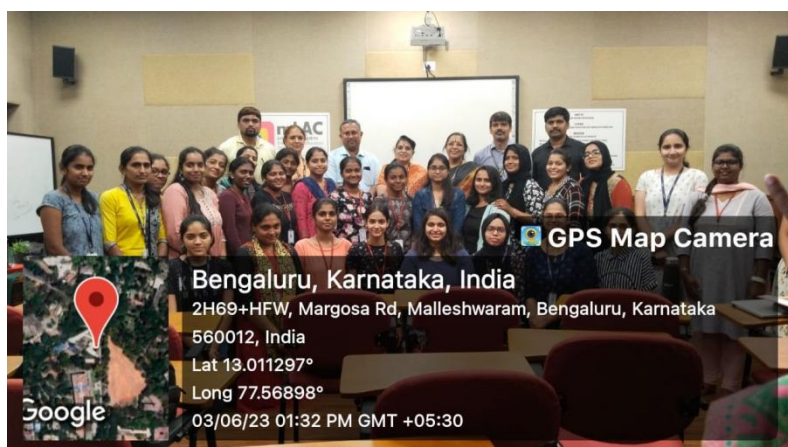 AC
GPS Map Camera
Bengaluru, Karnataka, India
2H69+HFW, Margosa Rd, Malleshwaram, Bengaluru, Karnataka
560012, India
Lat 13.011297°
Long 77.56898°
03/06/23 01:32 PM GMT +05:30
Google